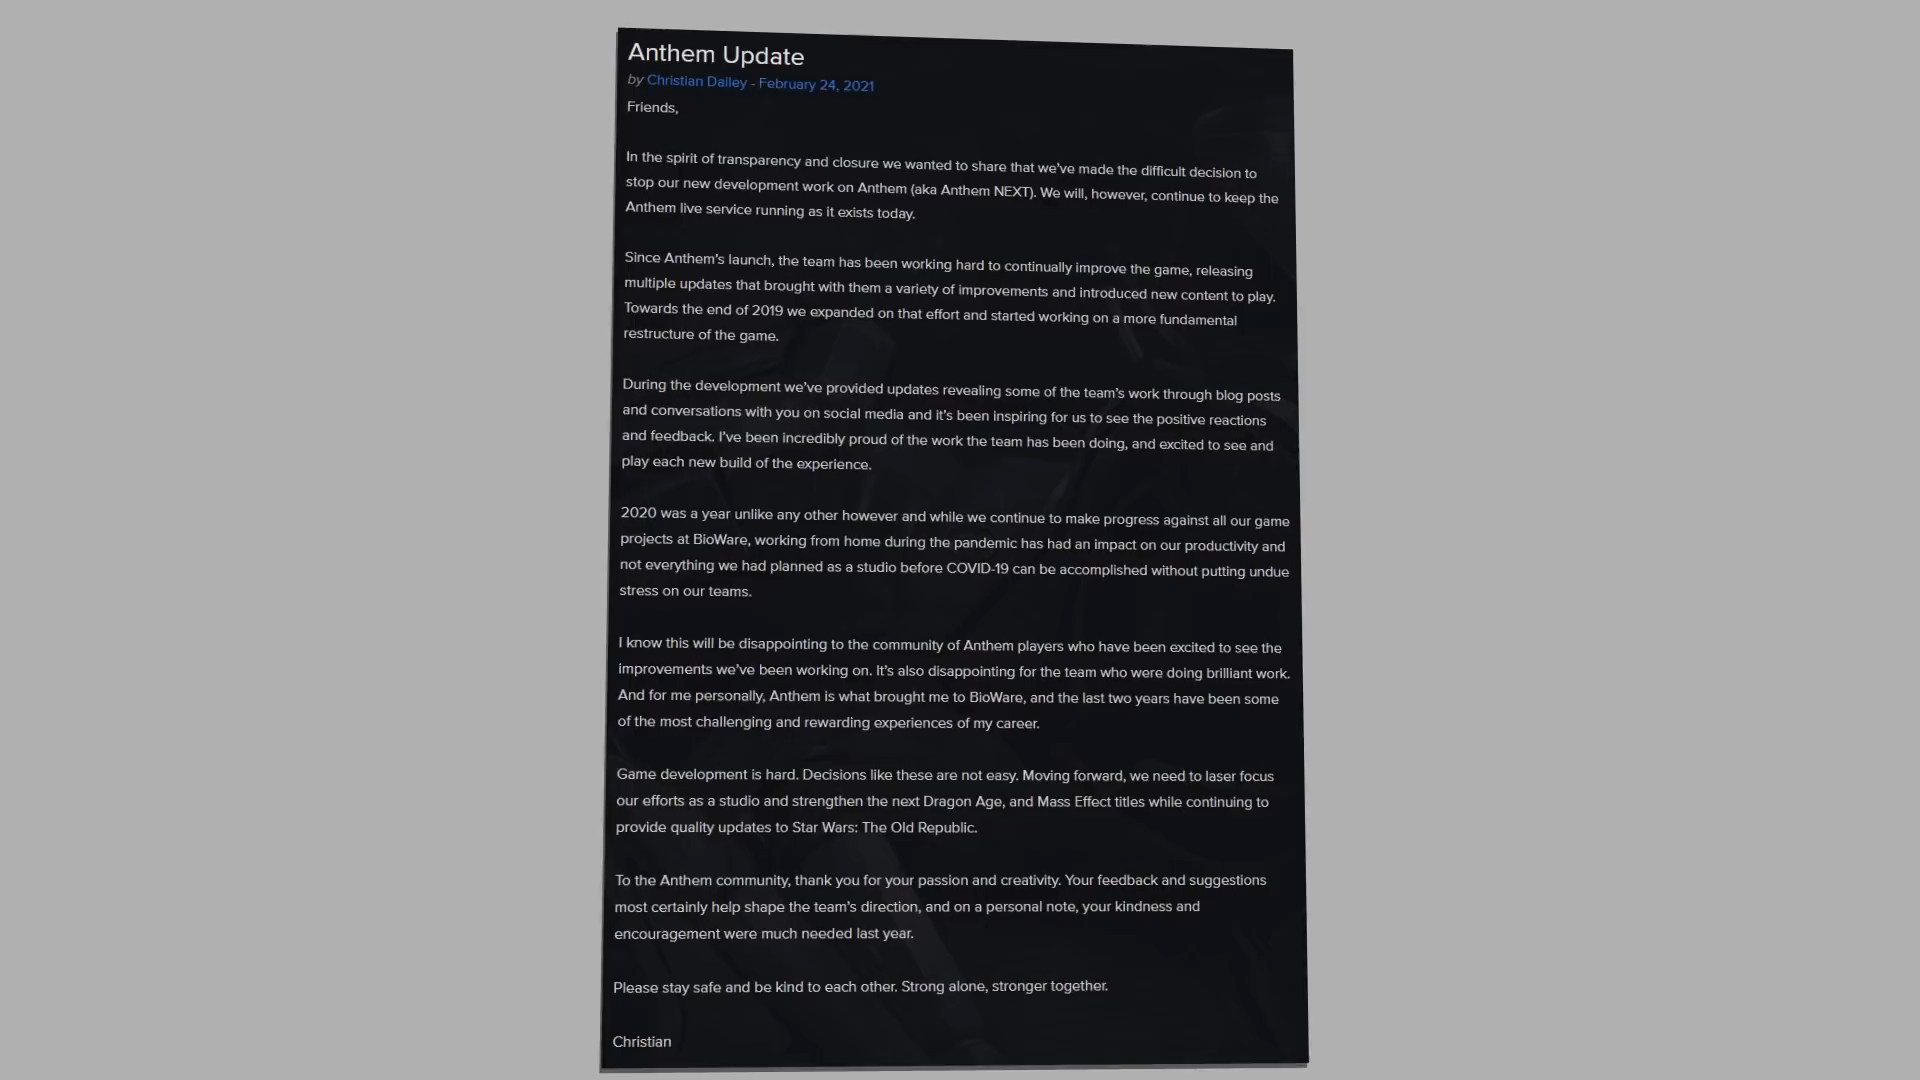 Anthem Update
by Christian Dailey - February 24, 2021
Friends,
In the spirit of transparency and closure we wanted to share that we've made the difficult decision to
stop our new development work on Anthem (aka Anthem NEXT). We will, however, continue to keep the
Anthem live service running as it exists today.
Since Anthem's launch, the team has been working hard to continually improve the game, releasing
multiple updates that brought with them a variety of improvements and introduced new content to play.
Towards the end of 2019 we expanded on that effort and started working on a more fundamental
restructure of the game.
During the development we've provided updates revealing some of the team's work through blog posts
and conversations with you on social media and it's been inspiring for us to see the positive reactions
and feedback. I've been incredibly proud of the work the team has been doing, and excited to see and
play each new build of the experience.
2020 was a year unlike any other however and while we continue to make progress against all our game
projects at BioWare, working from home during the pandemic has had an impact on our productivity and
not everything we had planned as a studio before COVID-19 can be accomplished without putting undue
stress on our teams.
I know this will be disappointing to the community of Anthem players who have been excited to see the
improvements we've been working on. It's also disappointing for the team who were doing brilliant work.
And for me personally, Anthem is what brought me to BioWare, and the last two years have been some
of the most challenging and rewarding experiences of my career.
Game development is hard. Decisions like these are not easy. Moving forward, we need to laser focus
our efforts as a studio and strengthen the next Dragon Age, and Mass Effect titles while continuing to
provide quality updates to Star Wars: The Old Republic.
To the Anthem community, thank you for your passion and creativity. Your feedback and suggestions
most certainly help shape the team's direction, and on a personal note, your kindness and
encouragement were much needed last year.
Please stay safe and be kind to each other. Strong alone, stronger together.
Christian